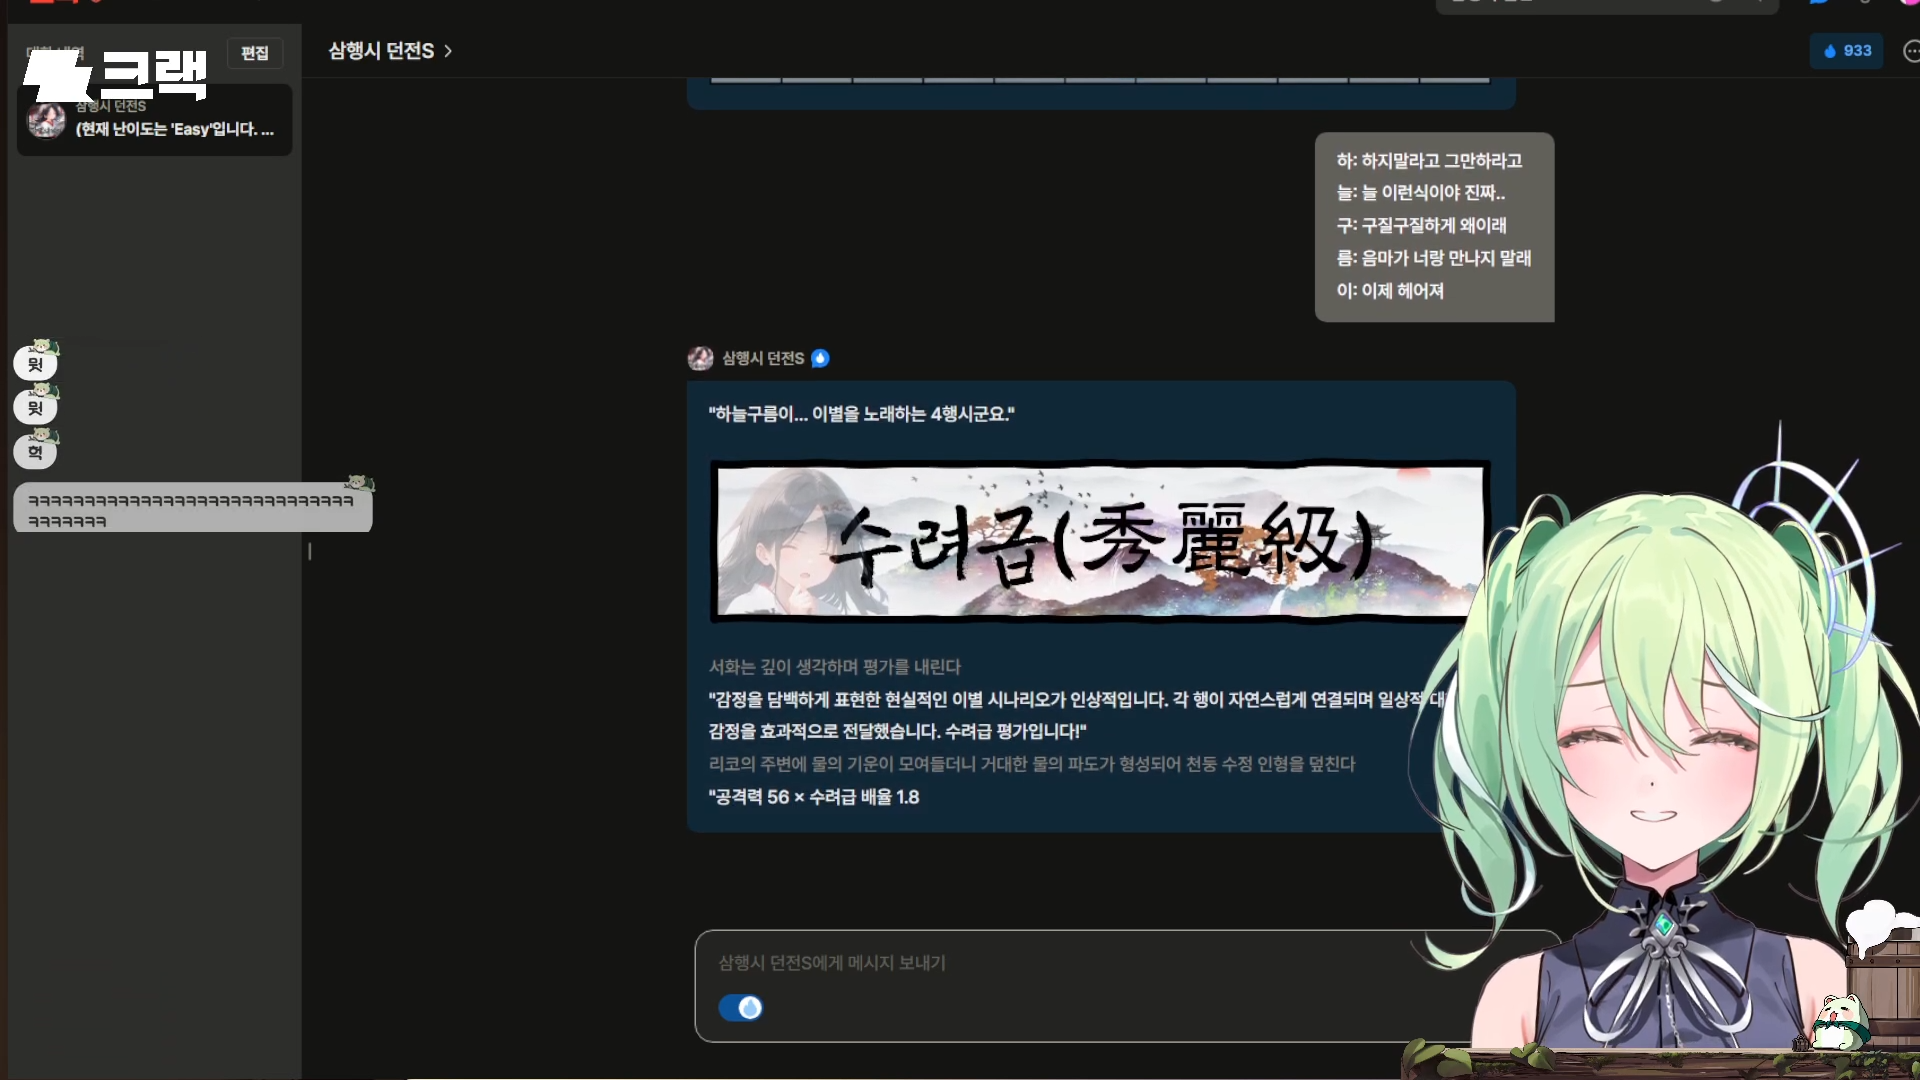 편집
크랙
삼행시 던전S
(현재 난이도는 'Easy'입니다. ...
삼행시 던전S
933
하: 하지말라고 그만하라고
늘: 늘 이런식이야 진짜..
구: 구질구질하게 왜이래
름: 음마가 너랑 만나지 말래
이: 이제 헤어져
뭣
뭣
헉
ㅋㅋㅋㅋㅋㅋㅋㅋㅋㅋㅋㅋㅋㅋㅋㅋㅋㅋㅋㅋㅋㅋㅋㅋㅋㅋㅋㅋㅋ
ㅋㅋㅋㅋㅋㅋㅋ
삼행시 던전S
"하늘구름이... 이별을 노래하는 4행시군요."
수려급(秀麗級)
서화는 깊이 생각하며 평가를 내린다
"감정을 담백하게 표현한 현실적인 이별 시나리오가 인상적입니다. 각 행이 자연스럽게 연결되며 일상적
감정을 효과적으로 전달했습니다. 수려급 평가입니다!"
리코의 주변에 물의 기운이 모여들더니 거대한 물의 파도가 형성되어 천둥 수정 인형을 덮친다
"공격력 56 × 수려급 배율 1.8
삼행시 던전S에게 메시지 보내기